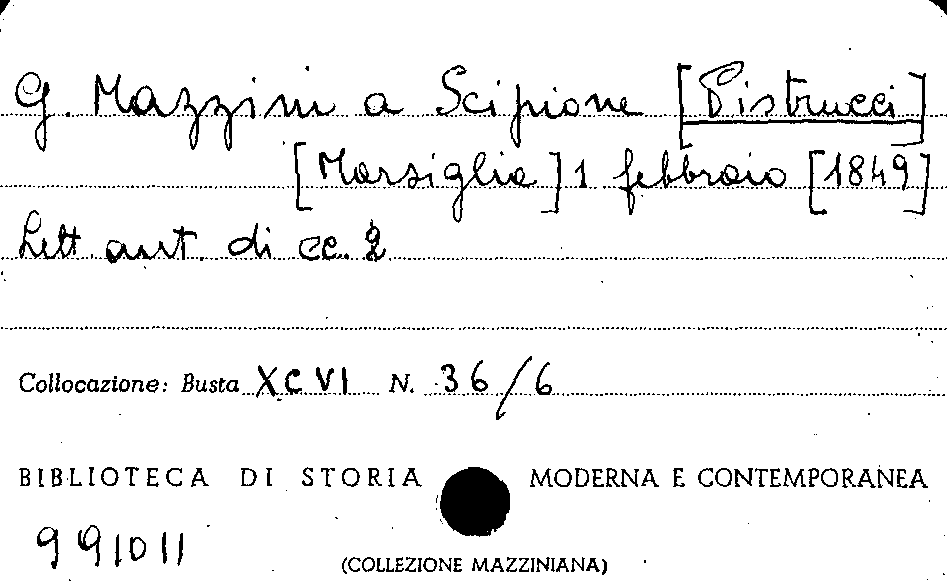 G. Mazzini a Scipione [Pistrucci]
[Marsiglia] 1 febbraio [1849]
Lett. aut. di cc. 2
Collocazione: Busta XCVI N. 36/6
BIBLIOTECA DI STORIA MODERNA E CONTEMPORANEA
991011
(COLLEZIONE MAZZINIANA)